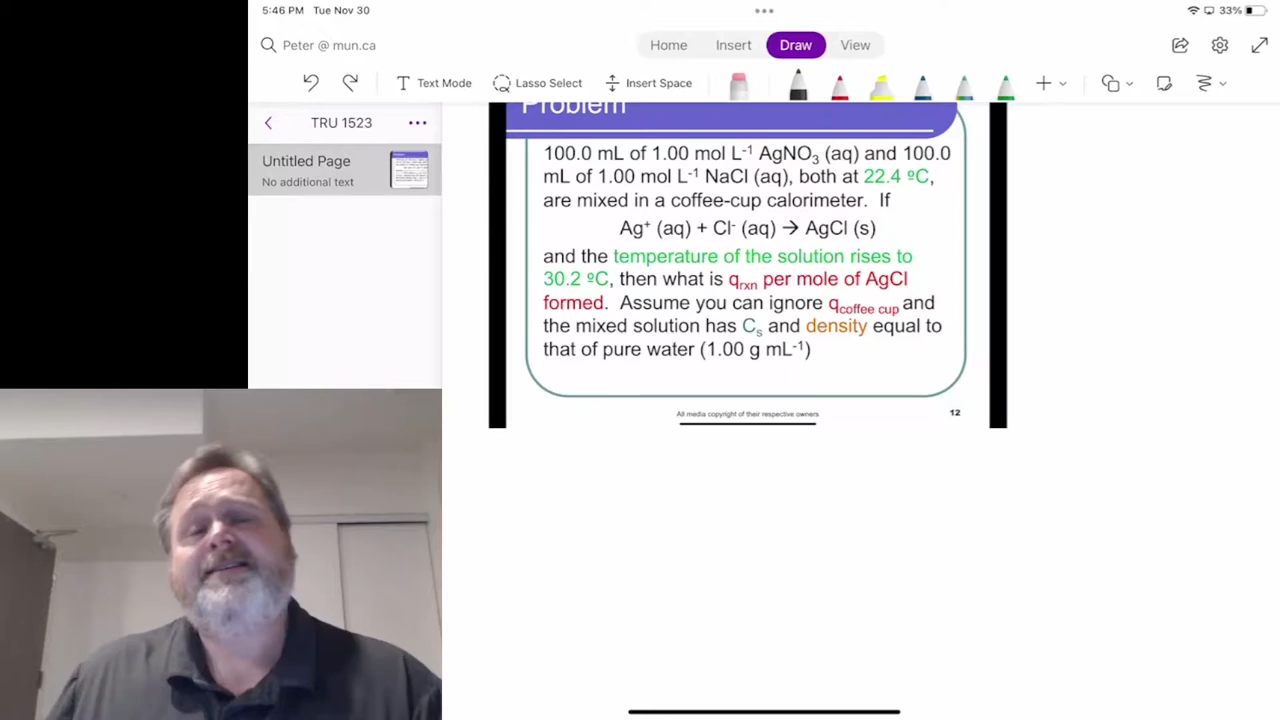 5:46 PM Tue Nov 30
33%
Peter @ mun.ca
Home Insert Draw View
Text Mode Lasso Select Insert Space
TRU 1523
Untitled Page
No additional text
Problem
100.0 mL of 1.00 mol L⁻¹ AgNO₃ (aq) and 100.0
mL of 1.00 mol L⁻¹ NaCl (aq), both at 22.4 ºC,
are mixed in a coffee-cup calorimeter. If
Ag⁺ (aq) + Cl⁻ (aq) → AgCl (s)
and the temperature of the solution rises to
30.2 ºC, then what is qrxn per mole of AgCl
formed. Assume you can ignore qcoffee cup and
the mixed solution has Cs and density equal to
that of pure water (1.00 g mL⁻¹)
All media copyright of their respective owners
12